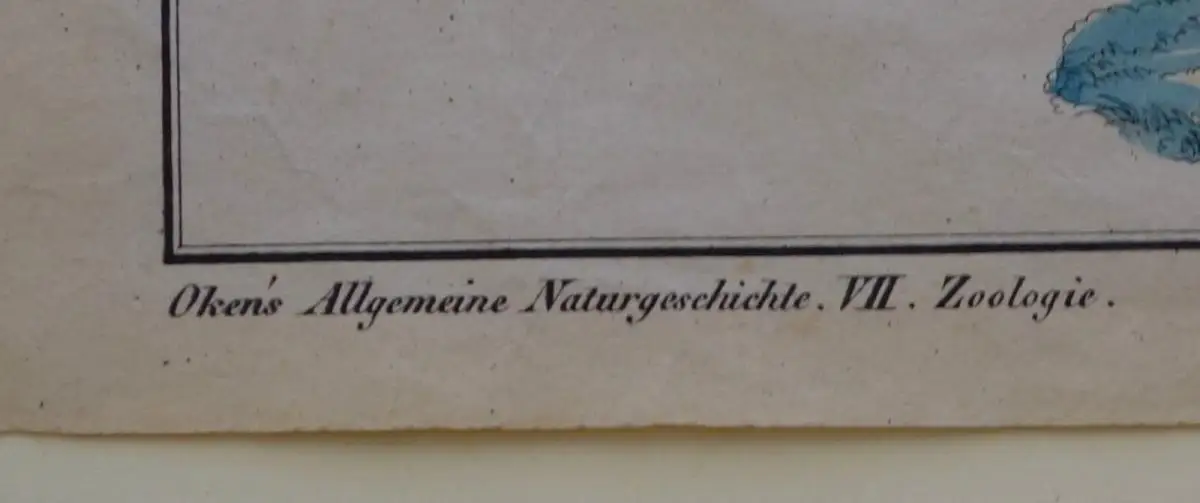 Oken's Allgemeine Naturgeschichte. VII. Zoologie.